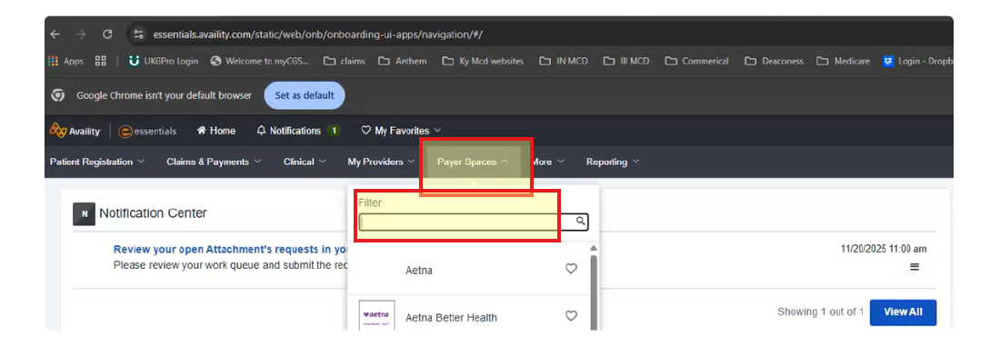 essentials.availity.com/static/web/onb/onboarding-ui-apps/navigation/#/
Apps UKGPro Login Welcome to myCGS... claims Anthem Ky Mcd websites IN MCD Ill MCD Commerical Deaconess Medicare Login - Dropb
Google Chrome isn't your default browser Set as default
Availity essentials Home Notifications 1 My Favorites
Patient Registration Claims & Payments Clinical My Providers Payer Spaces More Reporting
Filter
N Notification Center
Review your open Attachment's requests in yo 11/20/2025 11:00 am
Please review your work queue and submit the rec
Aetna
Showing 1 out of 1 View All
aetna
Aetna Better Health